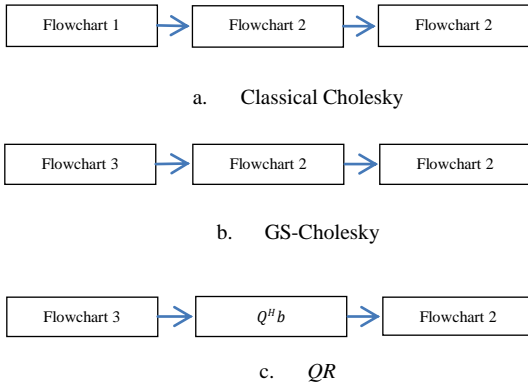 Flowchart 1 Flowchart 2 Flowchart 2
a. Classical Cholesky
Flowchart 3 Flowchart 2 Flowchart 2
b. GS-Cholesky
Flowchart 3 Q^H b Flowchart 2
c. QR